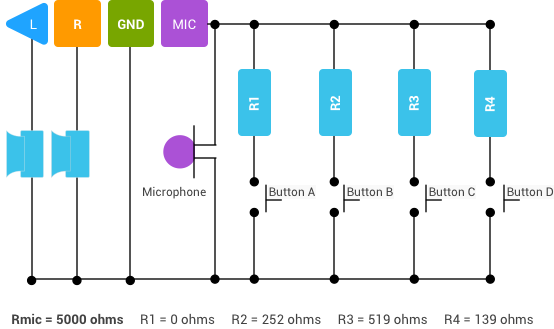 L R GND MIC
R1 R2 R3 R4
Microphone Button A Button B Button C Button D
Rmic = 5000 ohms R1 = 0 ohms R2 = 252 ohms R3 = 519 ohms R4 = 139 ohms